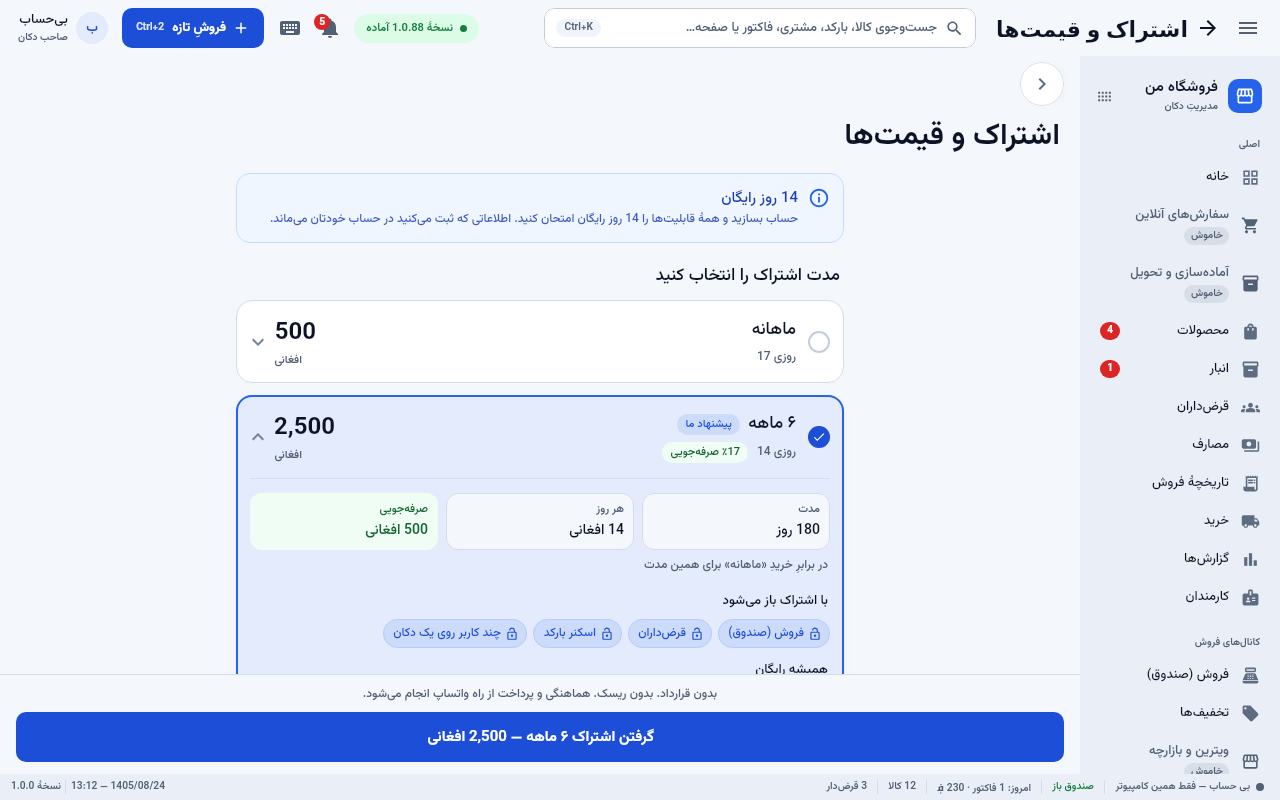 اشتراک و قیمت‌ها
جست‌وجوی کالا، بارکد، مشتری، فاکتور یا صفحه...
Ctrl+K
نسخهٔ 1.0.88 آماده
5
فروشِ تازه
Ctrl+2
ب
بی‌حساب
صاحب دکان
فروشگاه من
مدیریتِ دکان
اصلی
خانه
سفارش‌های آنلاین
خاموش
آماده‌سازی و تحویل
خاموش
محصولات
4
انبار
1
قرض‌داران
مصارف
تاریخچهٔ فروش
خرید
گزارش‌ها
کارمندان
کانال‌های فروش
فروش (صندوق)
تخفیف‌ها
ویترین و بازارچه
خاموش
اشتراک و قیمت‌ها
14 روز رایگان
حساب بسازید و همهٔ قابلیت‌ها را 14 روز رایگان امتحان کنید. اطلاعاتی که ثبت می‌کنید در حساب خودتان می‌ماند.
مدت اشتراک را انتخاب کنید
ماهانه
روزی 17
500
افغانی
۶ ماهه
پیشنهاد ما
روزی 14
17٪ صرفه‌جویی
2,500
افغانی
مدت
180 روز
هر روز
14 افغانی
صرفه‌جویی
500 افغانی
در برابرِ خریدِ «ماهانه» برای همین مدت
با اشتراک باز می‌شود
فروش (صندوق)
قرض‌داران
اسکنر بارکد
چند کاربر روی یک دکان
همیشه رایگان
بدون قرارداد. بدون ریسک. هماهنگی و پرداخت از راه واتساپ انجام می‌شود.
گرفتن اشتراک ۶ ماهه — 2,500 افغانی
بی حساب — فقط همین کامپیوتر
صندوق باز
امروز: 1 فاکتور · 230 ؋
12 کالا
3 قرض‌دار
1405/08/24 — 13:12
نسخهٔ 1.0.0